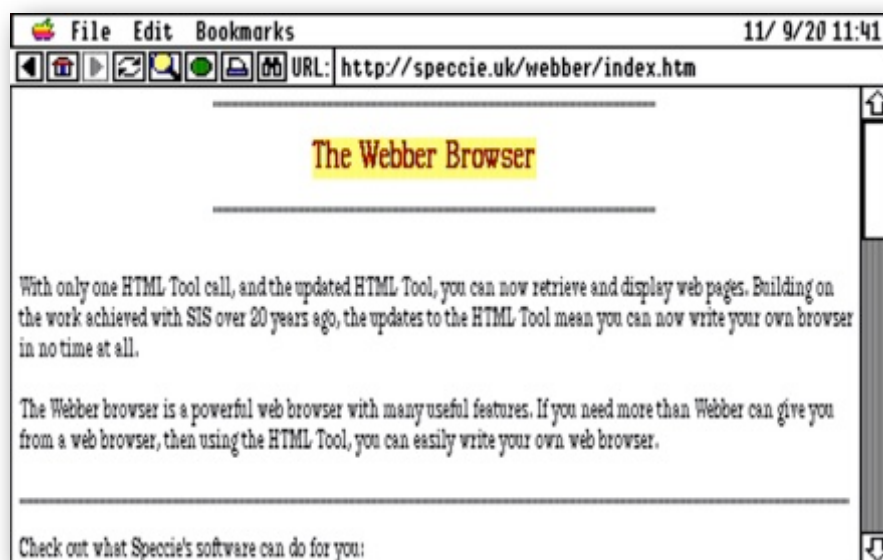 File Edit Bookmarks 11/ 9/20 11:41
URL: http://speccie.uk/webber/index.htm
The Webber Browser
With only one HTML Tool call, and the updated HTML Tool, you can now retrieve and display web pages. Building on
the work achieved with SIS over 20 years ago, the updates to the HTML Tool mean you can now write your own browser
in no time at all.
The Webber browser is a powerful web browser with many useful features. If you need more than Webber can give you
from a web browser, then using the HTML Tool, you can easily write your own web browser.
Check out what Speccie's software can do for you: